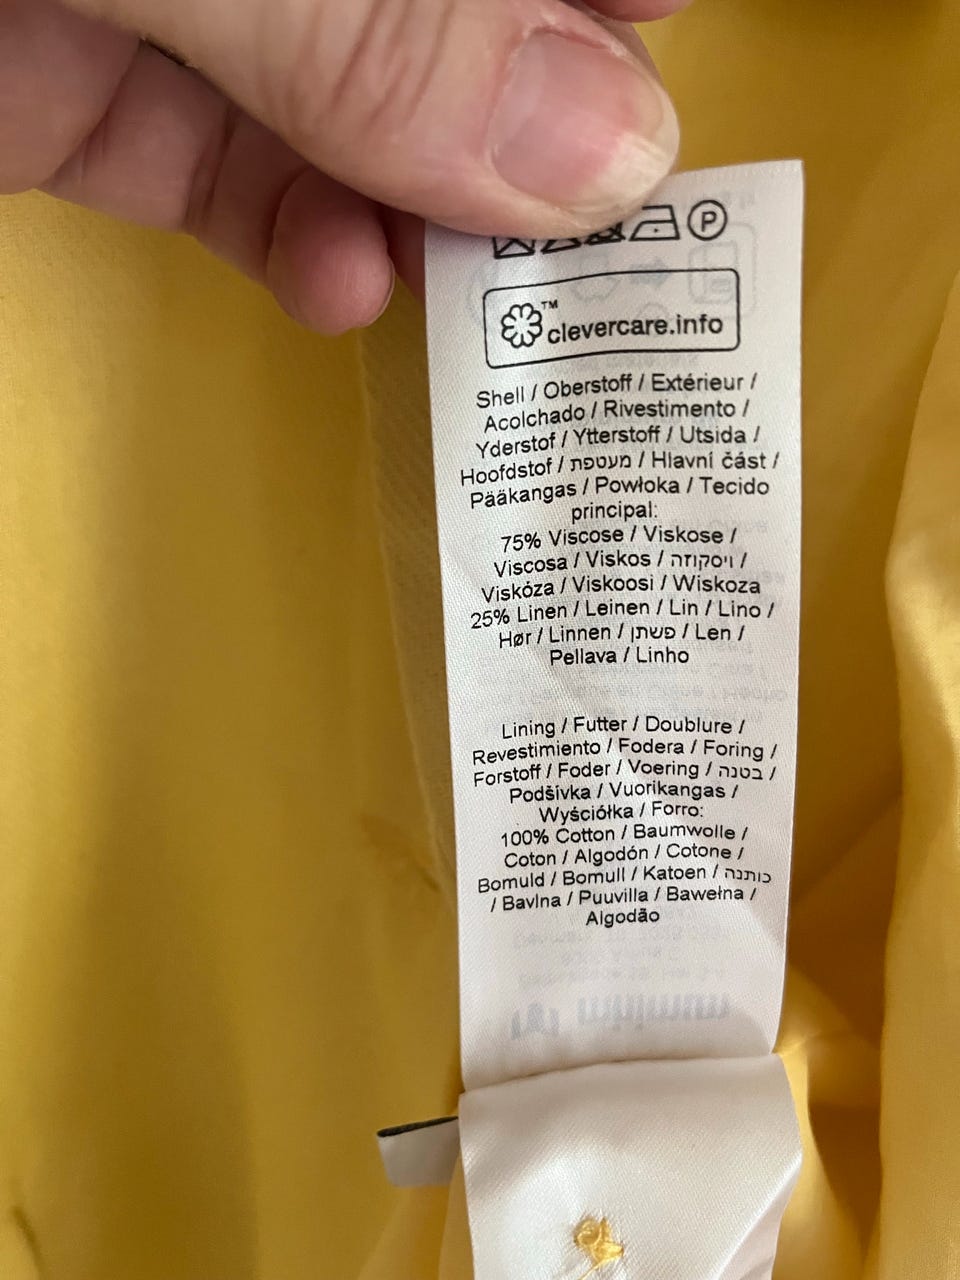 P
™
clevercare.info
Shell / Oberstoff / Extérieur /
Acolchado / Rivestimento /
Yderstof / Ytterstoff / Utsida /
Hoofdstof / מעטפת / Hlavní část /
Pääkangas / Powłoka / Tecido
principal:
75% Viscose / Viskose /
Viscosa / Viskos / ויסקוזה /
Viskóza / Viskoosi / Wiskoza
25% Linen / Leinen / Lin / Lino /
Hør / Linnen / פשתן / Len /
Pellava / Linho
Lining / Futter / Doublure /
Revestimiento / Fodera / Foring /
Forstoff / Foder / Voering / בטנה /
Podšívka / Vuorikangas /
Wyściółka / Forro:
100% Cotton / Baumwolle /
Coton / Algodón / Cotone /
Bomuld / Bomull / Katoen / כותנה
/ Bavlna / Puuvilla / Bawełna /
Algodão